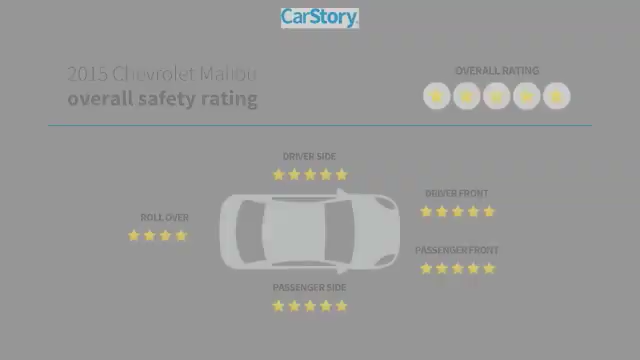 CarStory
2015 Chevrolet Malibu
overall safety rating
OVERALL RATING
DRIVER SIDE
DRIVER FRONT
ROLL OVER
PASSENGER FRONT
PASSENGER SIDE